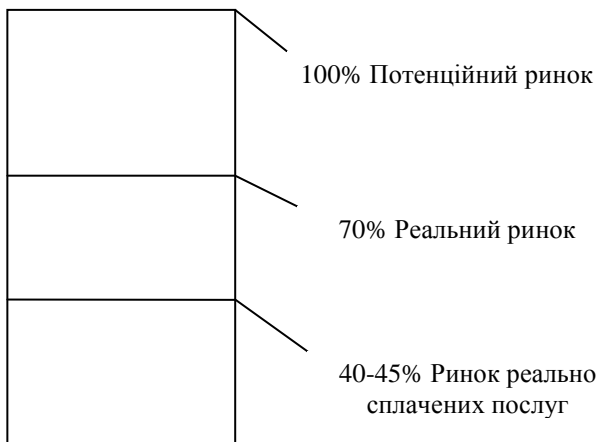 100% Потенційний ринок
70% Реальний ринок
40-45% Ринок реально
сплачених послуг